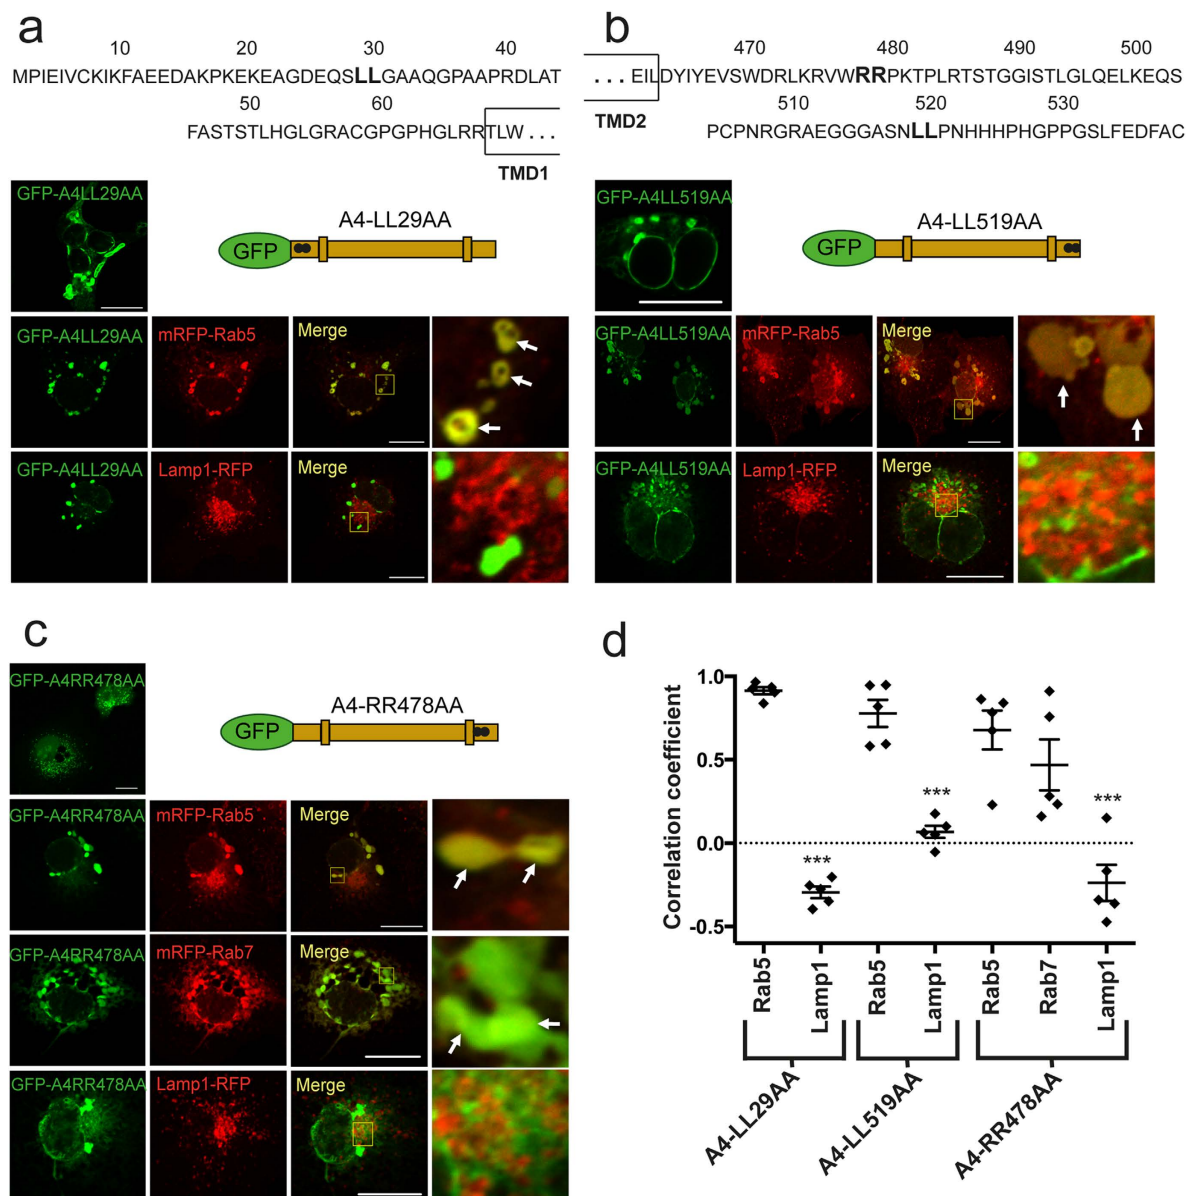 a
10 20 30 40
MPIEIVCKIKFAEEDAKPKEKEAGDEQSLLGAAQGPAAPRDLAT
50 60
FASTSTLHGLGRACGPGPHGLRRTLW...
TMD1
GFP-A4LL29AA
A4-LL29AA
GFP
GFP-A4LL29AA mRFP-Rab5 Merge
GFP-A4LL29AA Lamp1-RFP Merge
b
470 480 490 500
...EILDYIYEVSWDRLKRVWRRPKTPLRTSTGGISTLGLQELKEQS
510 520 530
TMD2
PCPNRGRAEGGGASNLLPNHHHPHGPPGSLFEDFAC
GFP-A4LL519AA
A4-LL519AA
GFP
GFP-A4LL519AA mRFP-Rab5 Merge
GFP-A4LL519AA Lamp1-RFP Merge
c
GFP-A4RR478AA
A4-RR478AA
GFP
GFP-A4RR478AA mRFP-Rab5 Merge
GFP-A4RR478AA mRFP-Rab7 Merge
GFP-A4RR478AA Lamp1-RFP Merge
d
Correlation coefficient
1.0
0.5
0.0
-0.5
*** *** ***
Rab5 Lamp1 Rab5 Lamp1 Rab5 Rab7 Lamp1
A4-LL29AA A4-LL519AA A4-RR478AA